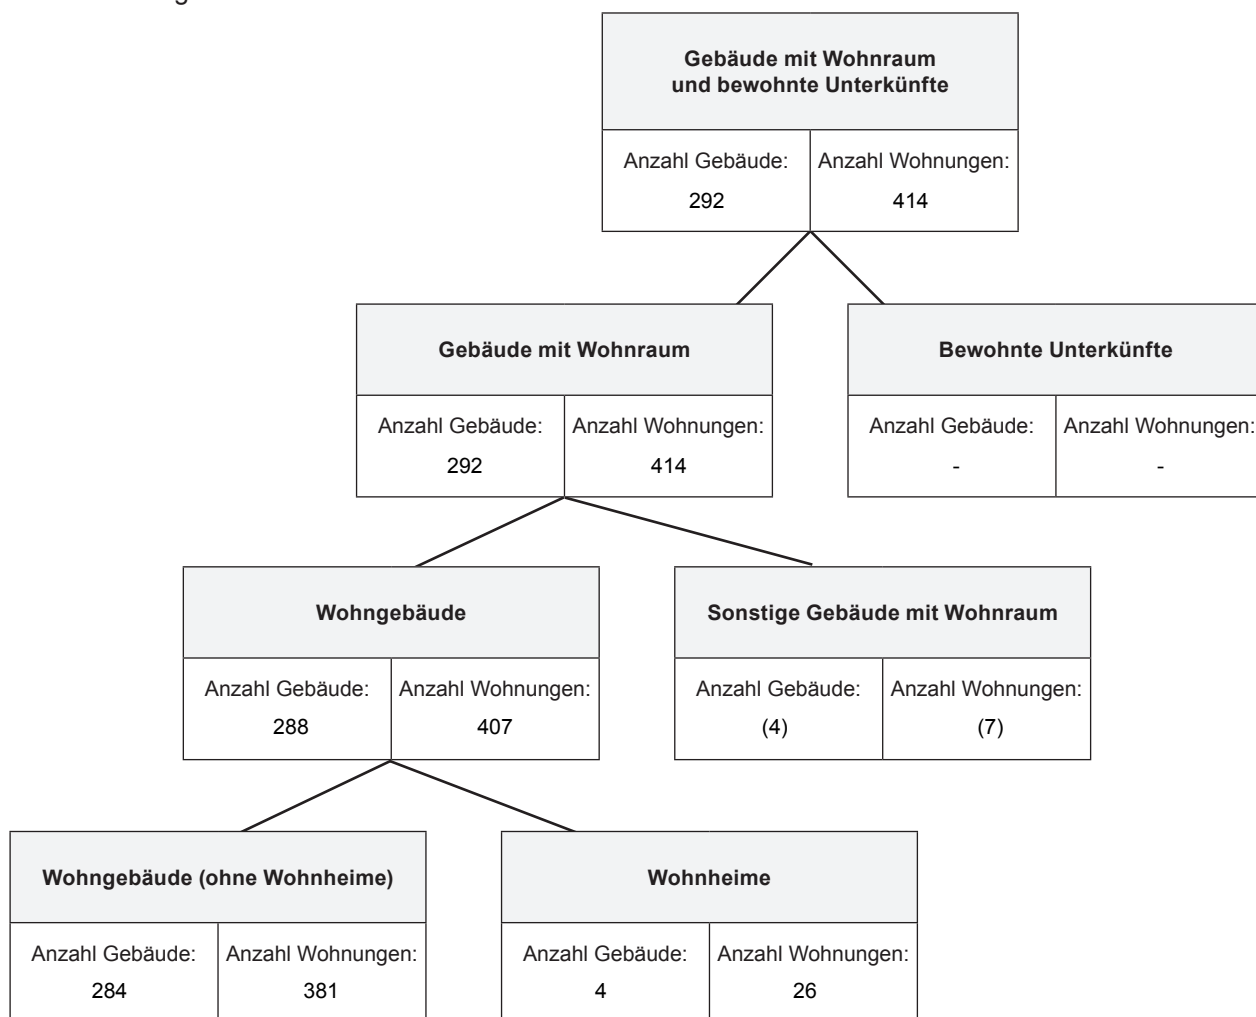 Gebäude mit Wohnraum
und bewohnte Unterkünfte
Anzahl Gebäude:
292
Anzahl Wohnungen:
414
Gebäude mit Wohnraum
Anzahl Gebäude:
292
Anzahl Wohnungen:
414
Bewohnte Unterkünfte
Anzahl Gebäude:
-
Anzahl Wohnungen:
-
Wohngebäude
Anzahl Gebäude:
288
Anzahl Wohnungen:
407
Sonstige Gebäude mit Wohnraum
Anzahl Gebäude:
(4)
Anzahl Wohnungen:
(7)
Wohngebäude (ohne Wohnheime)
Anzahl Gebäude:
284
Anzahl Wohnungen:
381
Wohnheime
Anzahl Gebäude:
4
Anzahl Wohnungen:
26